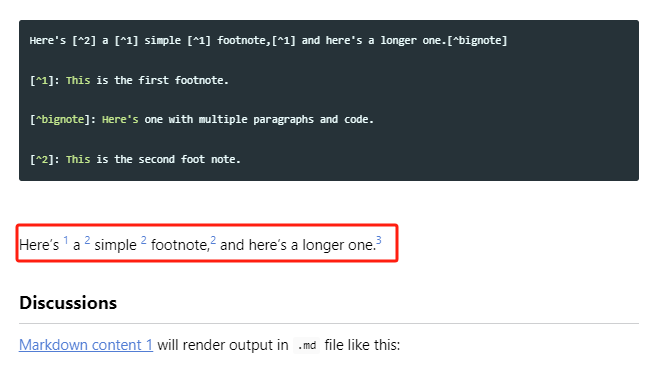 Here's [^2] a [^1] simple [^1] footnote,[^1] and here's a longer one.[^bignote]
[^1]: This is the first footnote.
[^bignote]: Here's one with multiple paragraphs and code.
[^2]: This is the second foot note.
Here’s 1 a 2 simple 2 footnote,2 and here’s a longer one.3
Discussions
Markdown content 1 will render output in .md file like this: